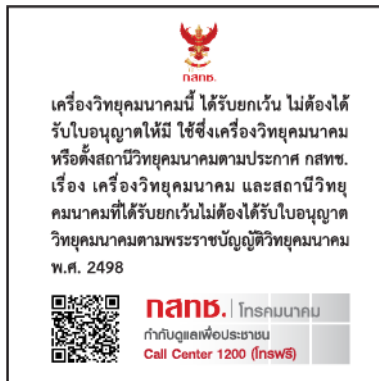 กสทช.
เครื่องวิทยุคมนาคมนี้ ได้รับยกเว้น ไม่ต้องได้
รับใบอนุญาตให้มี ใช้ซึ่งเครื่องวิทยุคมนาคม
หรือตั้งสถานีวิทยุคมนาคมตามประกาศ กสทช.
เรื่อง เครื่องวิทยุคมนาคม และสถานีวิทยุ
คมนาคมที่ได้รับยกเว้นไม่ต้องได้รับใบอนุญาต
วิทยุคมนาคมตามพระราชบัญญัติวิทยุคมนาคม
พ.ศ. 2498
กสทช. | โทรคมนาคม
กำกับดูแลเพื่อประชาชน
Call Center 1200 (โทรฟรี)